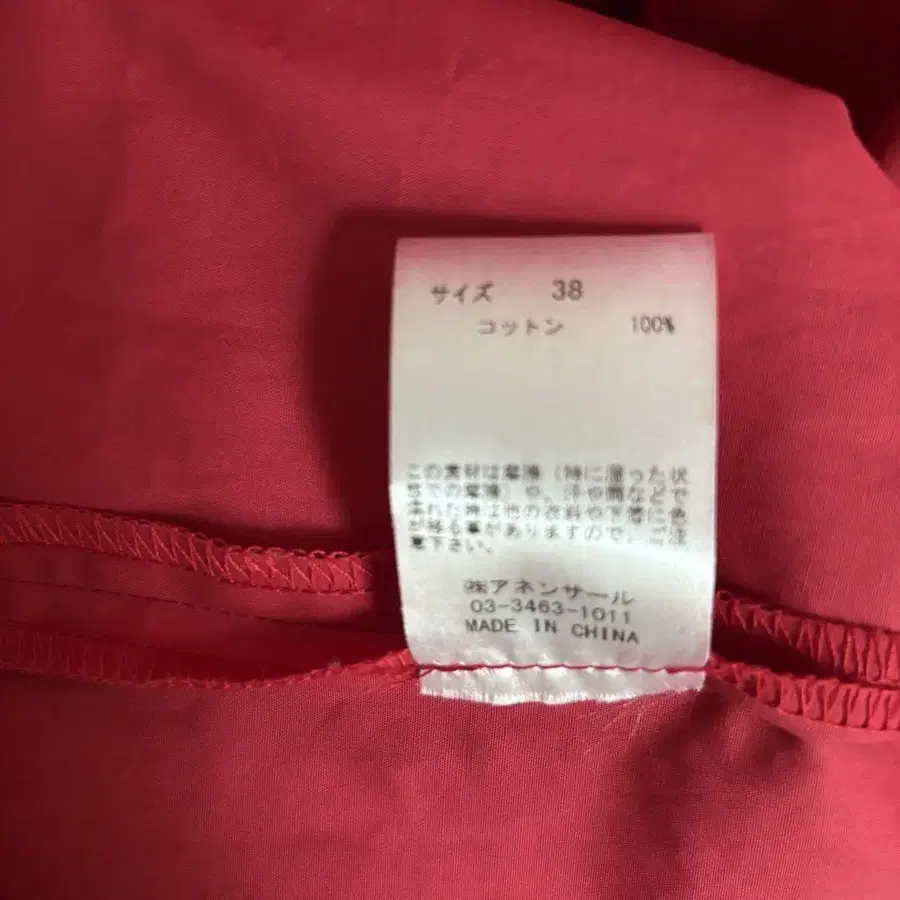 サイズ 38
コットン 100%
この素材は摩擦(特に湿った状
態での摩擦)や、汗や雨などで
濡れた時は他の衣料や下着に色
が移る事がありますので、ご注
意下さい。
㈱アネンサール
03-3463-1011
MADE IN CHINA